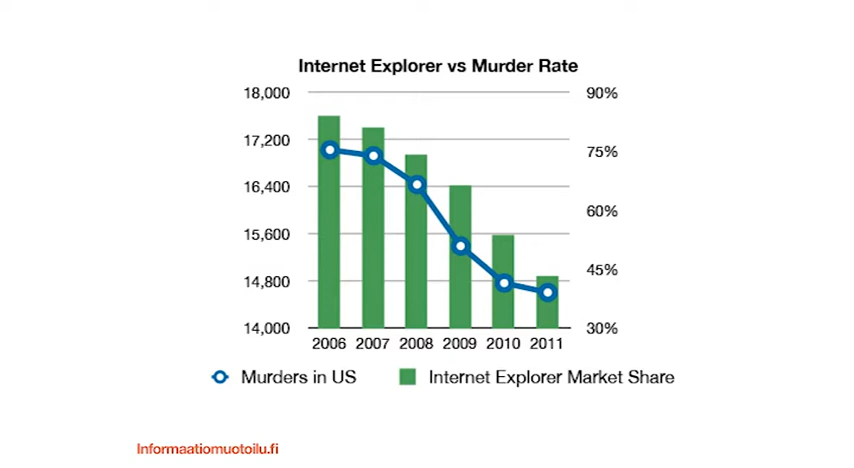 Internet Explorer vs Murder Rate
18,000 90%
17,200 75%
16,400 60%
15,600 45%
14,800 30%
14,000
2006 2007 2008 2009 2010 2011
Murders in US Internet Explorer Market Share
Informaatiomuotoilu.fi